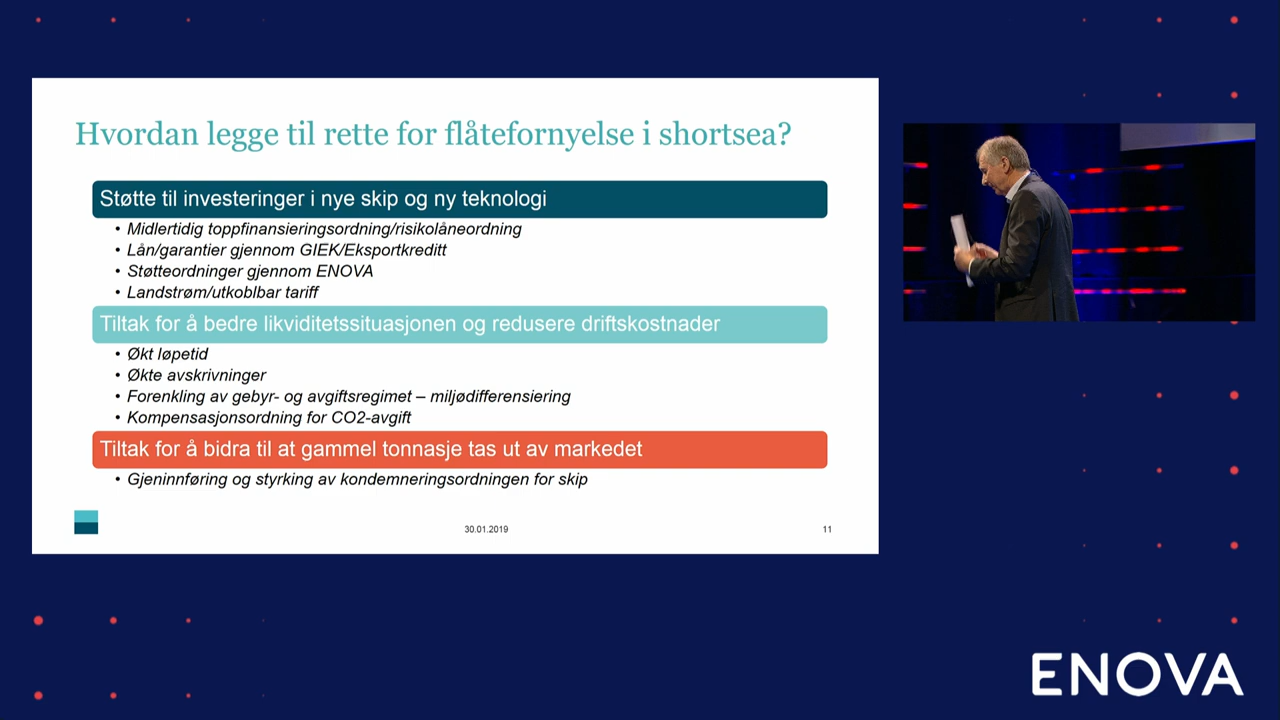 Hvordan legge til rette for flåtefornyelse i shortsea?
Støtte til investeringer i nye skip og ny teknologi
• Midlertidig toppfinansieringsordning/risikolåneordning
• Lån/garantier gjennom GIEK/Eksportkreditt
• Støtteordninger gjennom ENOVA
• Landstrøm/utkoblbar tariff
Tiltak for å bedre likviditetssituasjonen og redusere driftskostnader
• Økt løpetid
• Økte avskrivninger
• Forenkling av gebyr- og avgiftsregimet – miljødifferensiering
• Kompensasjonsordning for CO2-avgift
Tiltak for å bidra til at gammel tonnasje tas ut av markedet
• Gjeninnføring og styrking av kondemneringsordningen for skip
30.01.2019
11
ENOVA